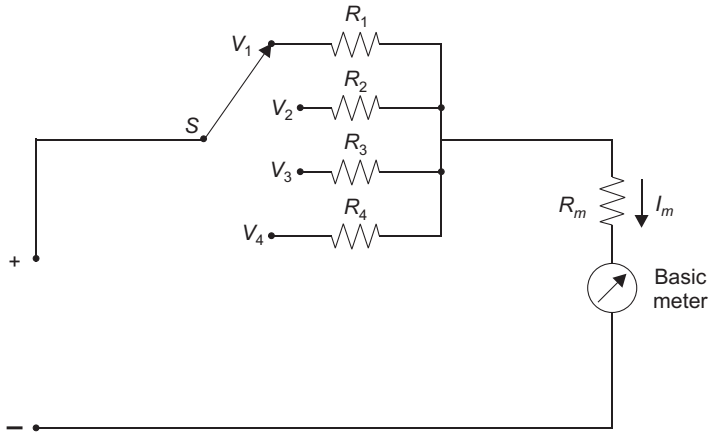 R1
V1
R2
V2
S
R3
V3
R4
V4
Rm
Im
+
Basic
meter
−